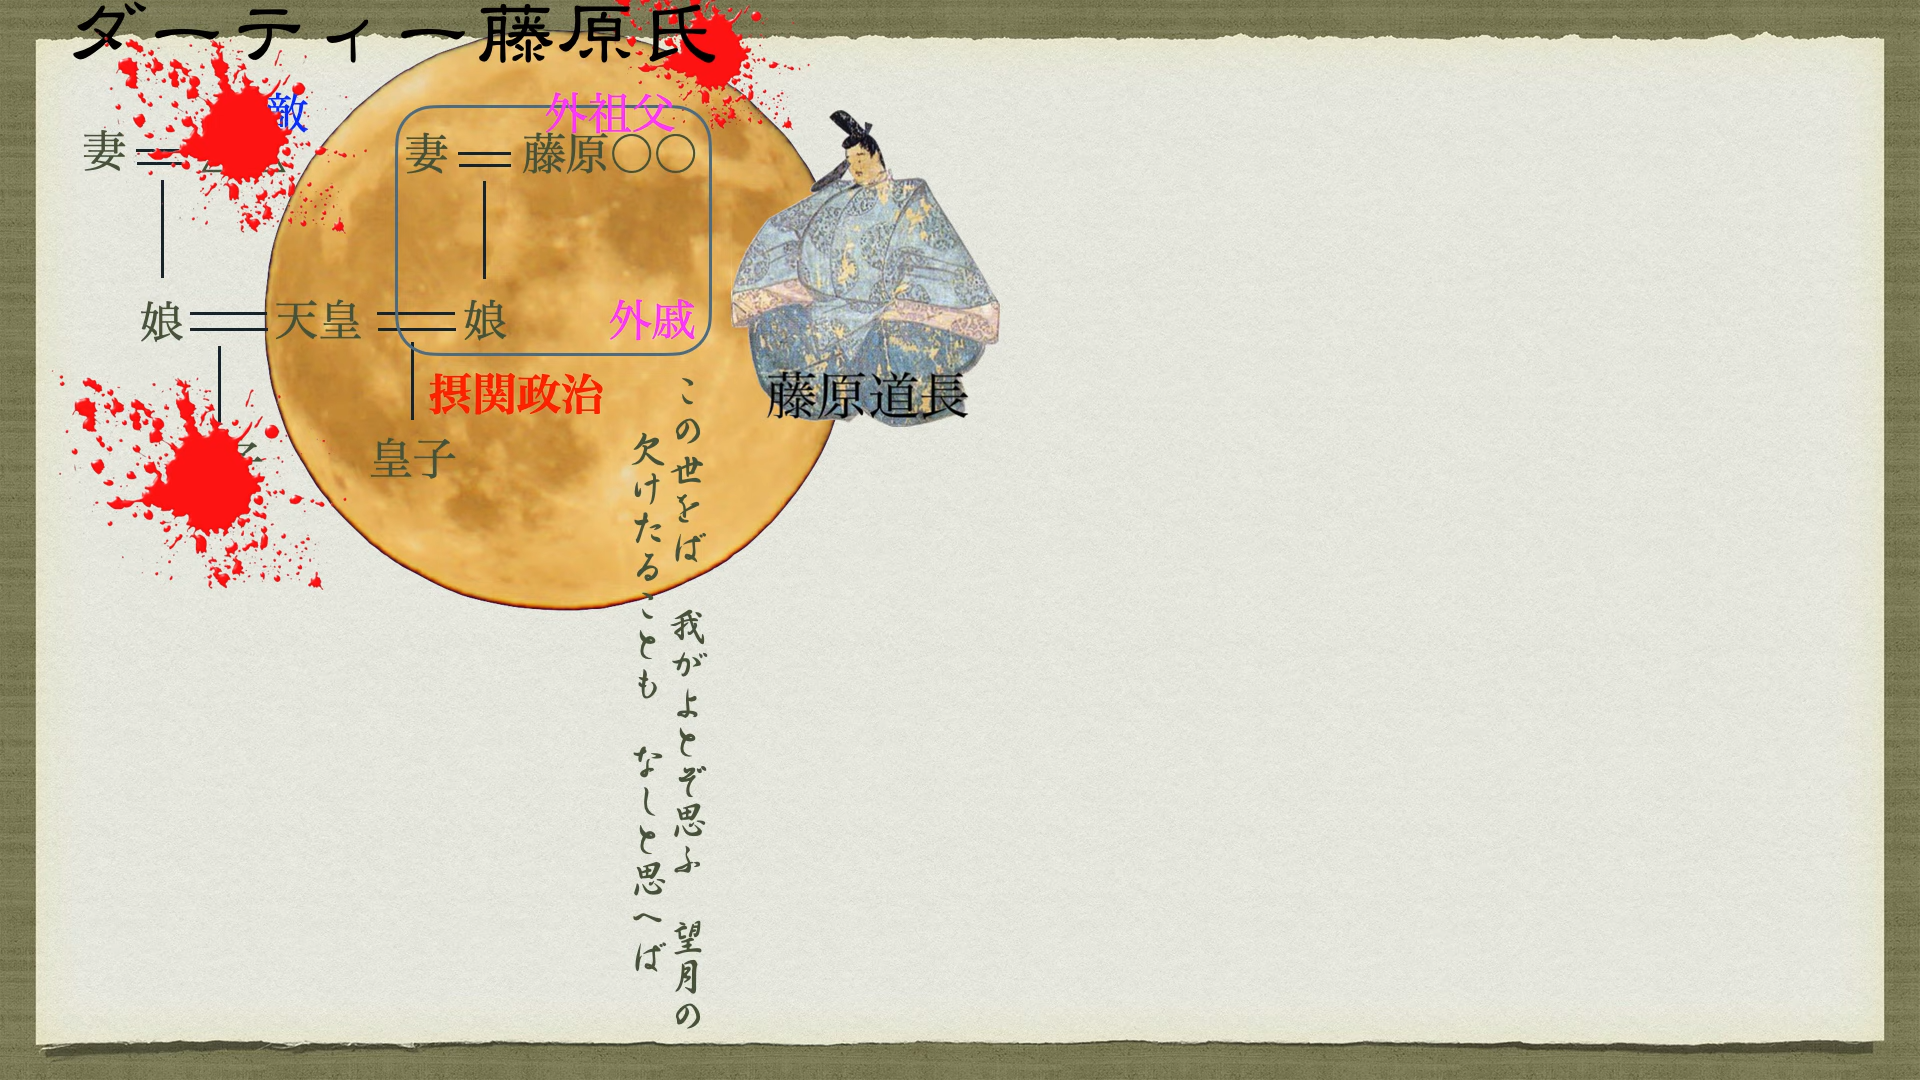 ダーティー藤原氏
敵
外祖父
妻
妻
藤原〇〇
娘
天皇
娘
外戚
摂関政治
藤原道長
皇子
この世をば 我がよとぞ思ふ 望月の
欠けたることも なしと思へば